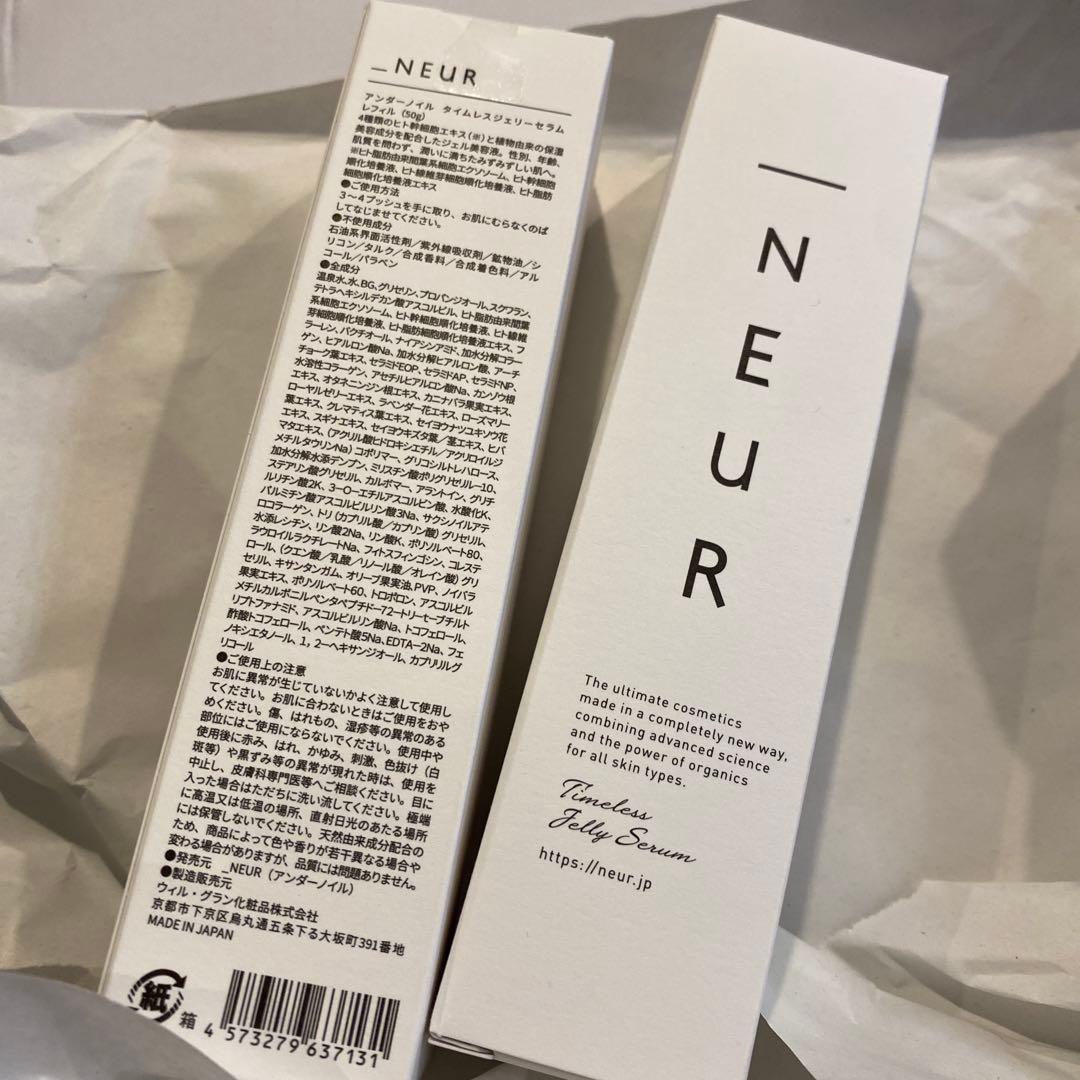 _NEUR
アンダーノイル タイムレスジェリーセラム
レフィル (50g)
4種類のヒト幹細胞エキス(※)と植物由来の保湿
美容成分を配合したジェル美容液。性別、年齢、
肌質を問わず、潤いに満ちたみずみずしい肌へ。
※ヒト脂肪由来間葉系細胞エクソソーム、ヒト幹細胞
順化培養液、ヒト線維芽細胞順化培養液、ヒト脂肪
細胞順化培養液エキス
●ご使用方法
3～4プッシュを手に取り、お肌にむらなくのば
してなじませてください。
●不使用成分
石油系界面活性剤／紫外線吸収剤／鉱物油／シ
リコン／タルク／合成香料／合成着色料／アル
コール／パラベン
●全成分
温泉水、水、BG、グリセリン、プロパンジオール、スクワラン、
テトラヘキシルデカン酸アスコルビル、ヒト脂肪由来間葉
系細胞エクソソーム、ヒト幹細胞順化培養液、ヒト線維
芽細胞順化培養液、ヒト脂肪細胞順化培養液エキス、フ
ラーレン、バクチオール、ナイアシンアミド、加水分解コラー
ゲン、ヒアルロン酸Na、加水分解ヒアルロン酸、アーチ
チョーク葉エキス、セラミドEOP、セラミドAP、セラミドNP、
水溶性コラーゲン、アセチルヒアルロン酸Na、カンゾウ根
エキス、オタネニンジン根エキス、カニナバラ果実エキス、
ローヤルゼリーエキス、ラベンダー花エキス、ローズマリー
葉エキス、クレマティス葉エキス、セイヨウナツユキソウ花
エキス、スギナエキス、セイヨウキズタ葉／茎エキス、ヒバ
マタエキス、(アクリル酸ヒドロキシエチル／アクリロイルジ
メチルタウリンNa) コポリマー、グリコシルトレハロース、
加水分解水添デンプン、ミリスチン酸ポリグリセリル-10、
ステアリン酸グリセリル、カルボマー、アラントイン、グリチ
ルリチン酸2K、3-O-エチルアスコルビン酸、水酸化K、
パルミチン酸アスコルビルリン酸3Na、サクシノイルアテ
ロコラーゲン、トリ (カプリル酸／カプリン酸) グリセリル、
水添レシチン、リン酸2Na、リン酸K、ポリソルベート80、
ラウロイルラクチレートNa、フィトスフィンゴシン、コレステ
ロール、(クエン酸／乳酸／リノール酸／オレイン酸) グリ
セリル、キサンタンガム、オリーブ果実油、PVP、ノイバラ
果実エキス、ポリソルベート60、トロポロン、アスコルビル
メチルカルボニルペンタペプチド-72-トリーセーブチルト
リプトファナミド、アスコルビルリン酸Na、トコフェロール、
酢酸トコフェロール、ペンテト酸5Na、EDTA-2Na、フェ
ノキシエタノール、1，2-ヘキサンジオール、カプリリルグ
リコール
●ご使用上の注意
お肌に異常が生じていないかよく注意して使用し
てください。お肌に合わないときはご使用をおや
めください。傷、はれもの、湿疹等の異常のある
部位にはご使用にならないでください。使用中や
使用後に赤み、はれ、かゆみ、刺激、色抜け (白
斑等) や黒ずみ等の異常が現れた時は、使用を
中止し、皮膚科専門医等へご相談ください。目に
入った場合はただちに洗い流してください。極端
に高温又は低温の場所、直射日光のあたる場所
には保管しないでください。天然由来成分配合の
ため、商品によって色や香りが若干異なる場合や
変わる場合がありますが、品質には問題ありません。
●発売元 _NEUR (アンダーノイル)
●製造販売元
ウィル・グラン化粧品株式会社
京都市下京区烏丸通五条下る大坂町391番地
MADE IN JAPAN
紙
箱
4 573279 637131
_NEUR
The ultimate cosmetics
made in a completely new way,
combining advanced science
and the power of organics
for all skin types.
Timeless
Jelly Serum
https://neur.jp